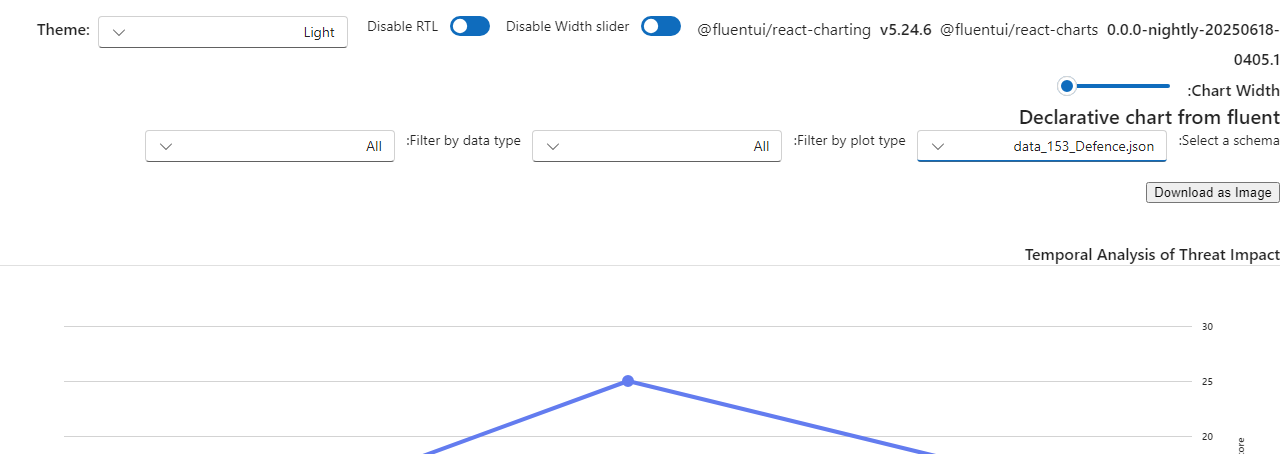 Theme: Light Disable RTL Disable Width slider @fluentui/react-charting v5.24.6 @fluentui/react-charts 0.0.0-nightly-20250618-
0405.1
:Chart Width
Declarative chart from fluent
:Select a schema data_153_Defence.json :Filter by plot type All :Filter by data type All
Download as Image
Temporal Analysis of Threat Impact
30
25
20